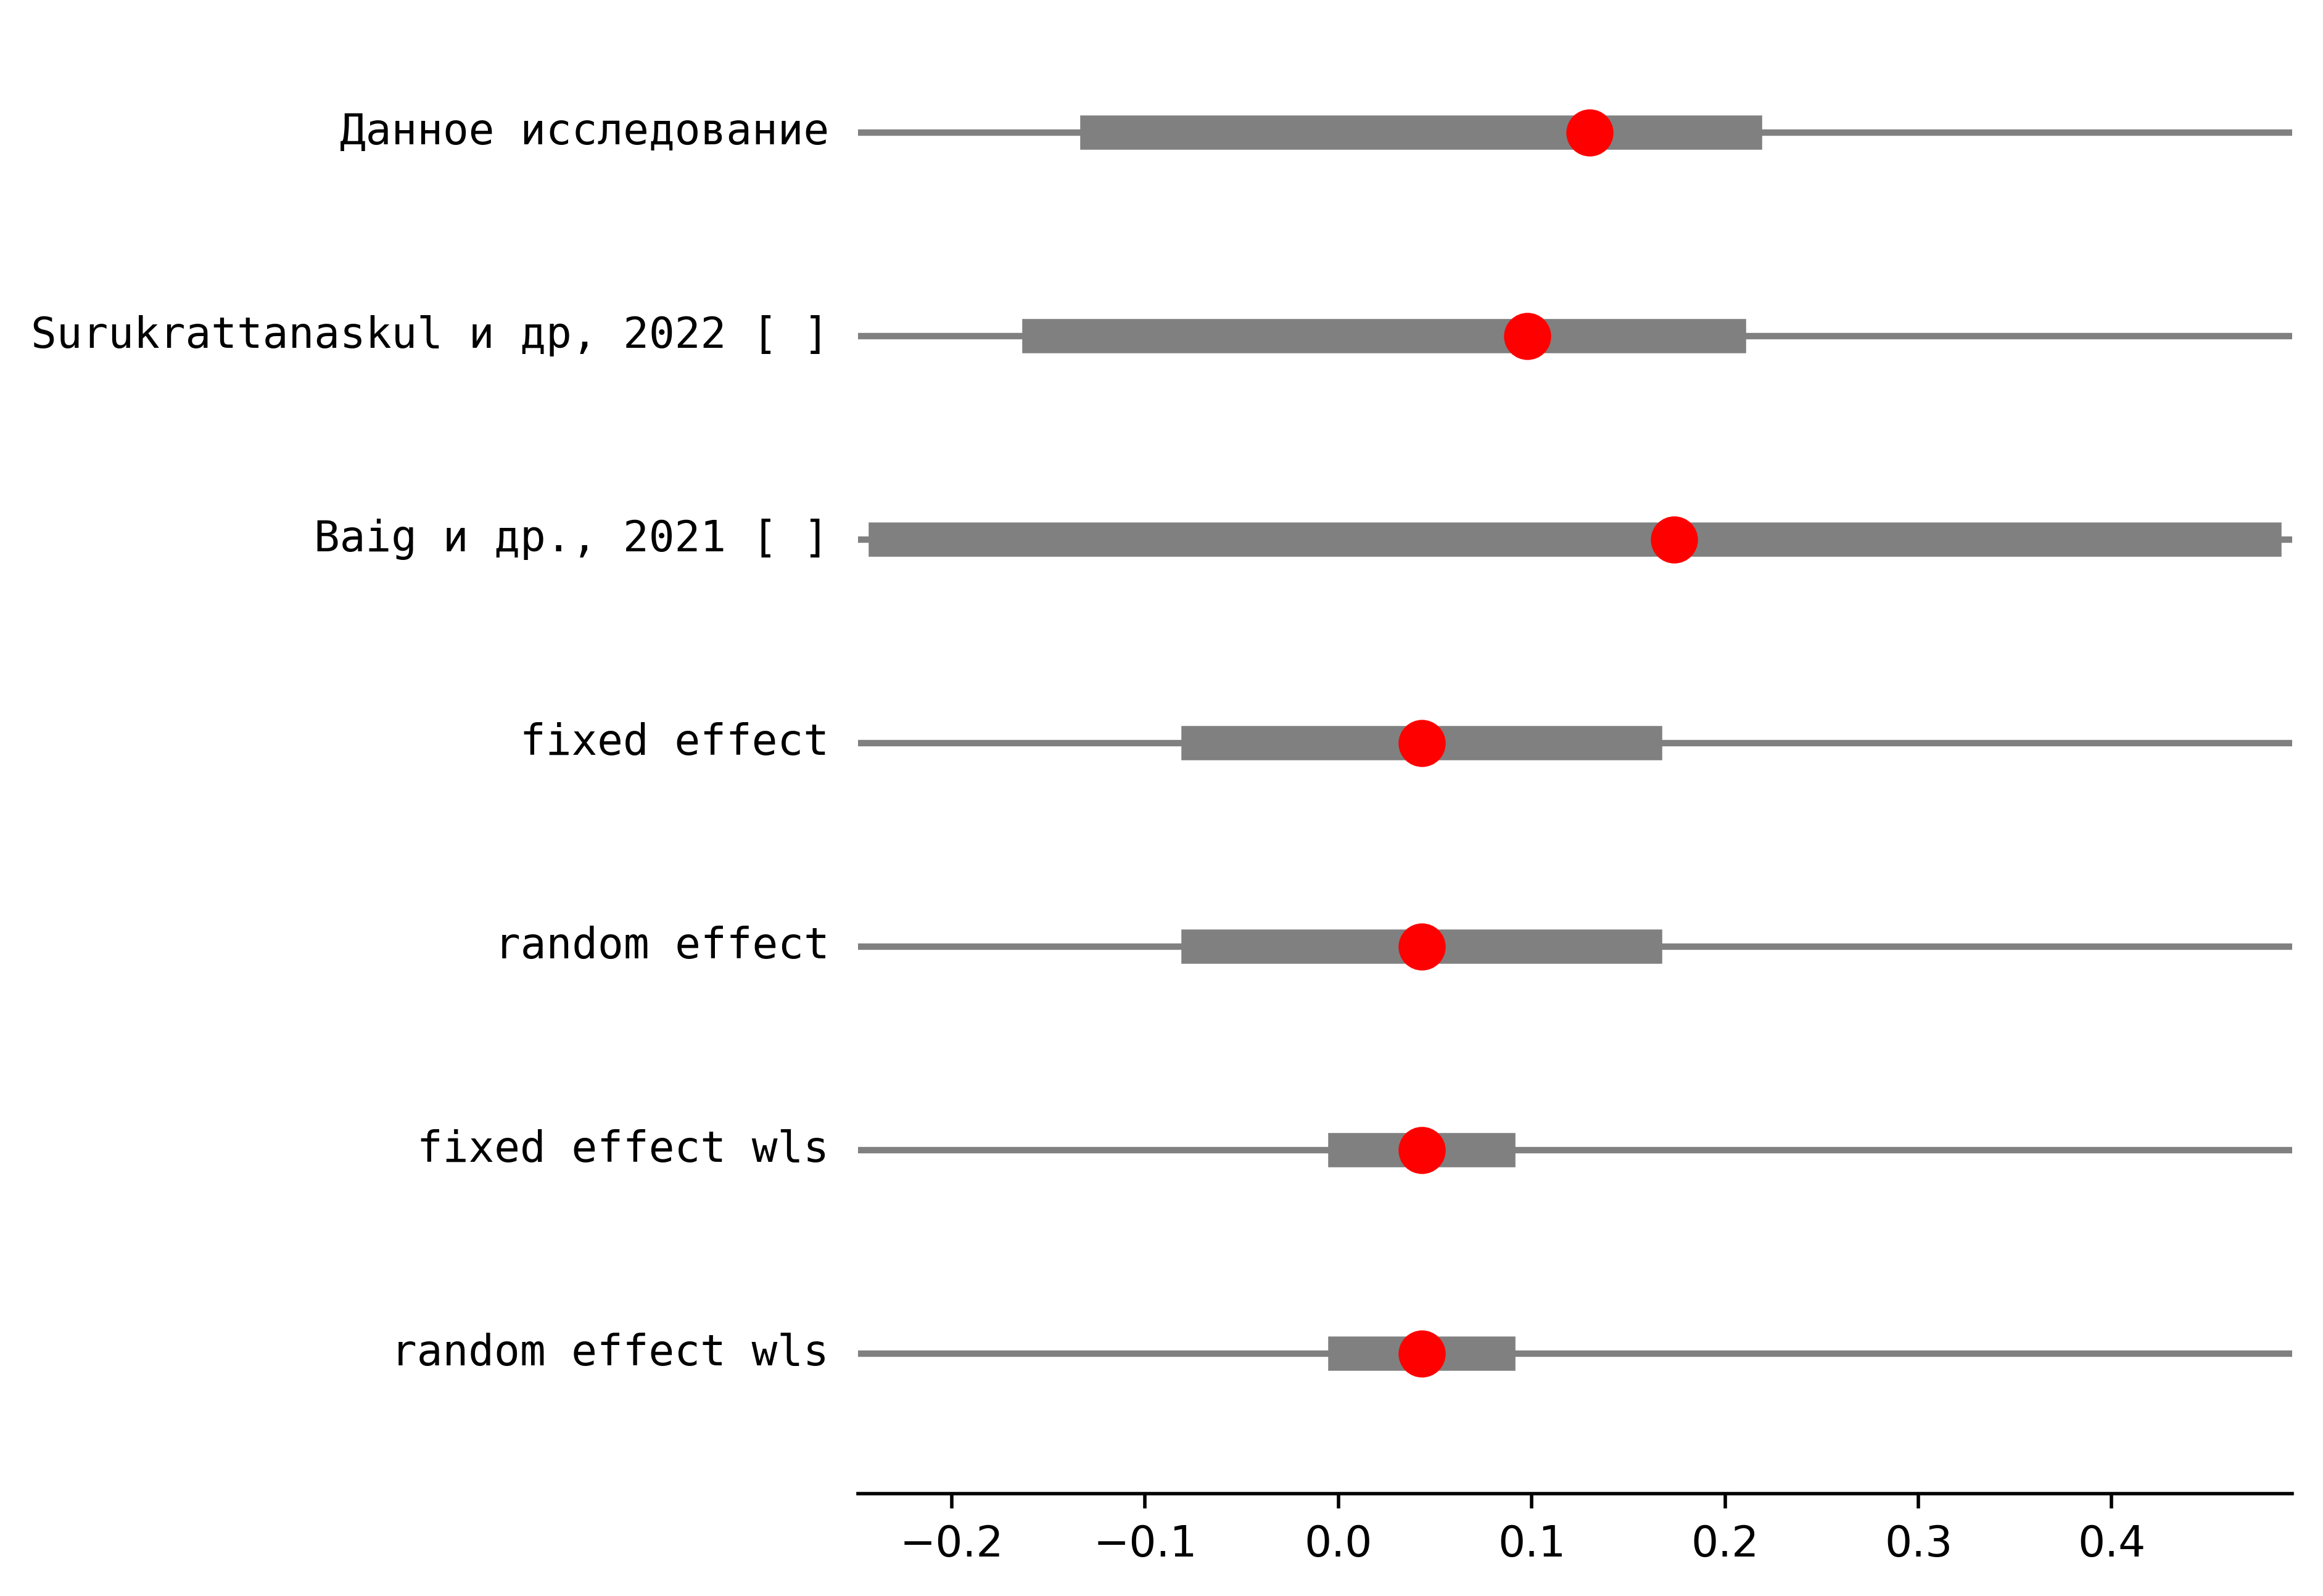 Данное исследование
Surukrattanaskul и др, 2022 [ ]
Baig и др., 2021 [ ]
fixed effect
random effect
fixed effect wls
random effect wls
−0.2 −0.1 0.0 0.1 0.2 0.3 0.4